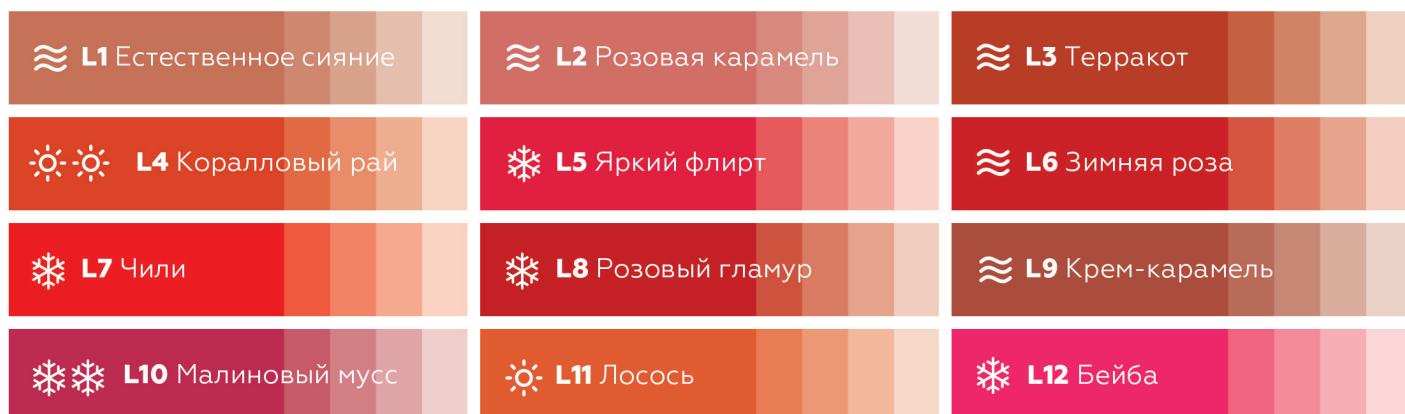 L1 Естественное сияние
L2 Розовая карамель
L3 Терракот
L4 Коралловый рай
L5 Яркий флирт
L6 Зимняя роза
L7 Чили
L8 Розовый гламур
L9 Крем-карамель
L10 Малиновый мусс
L11 Лосось
L12 Бейба